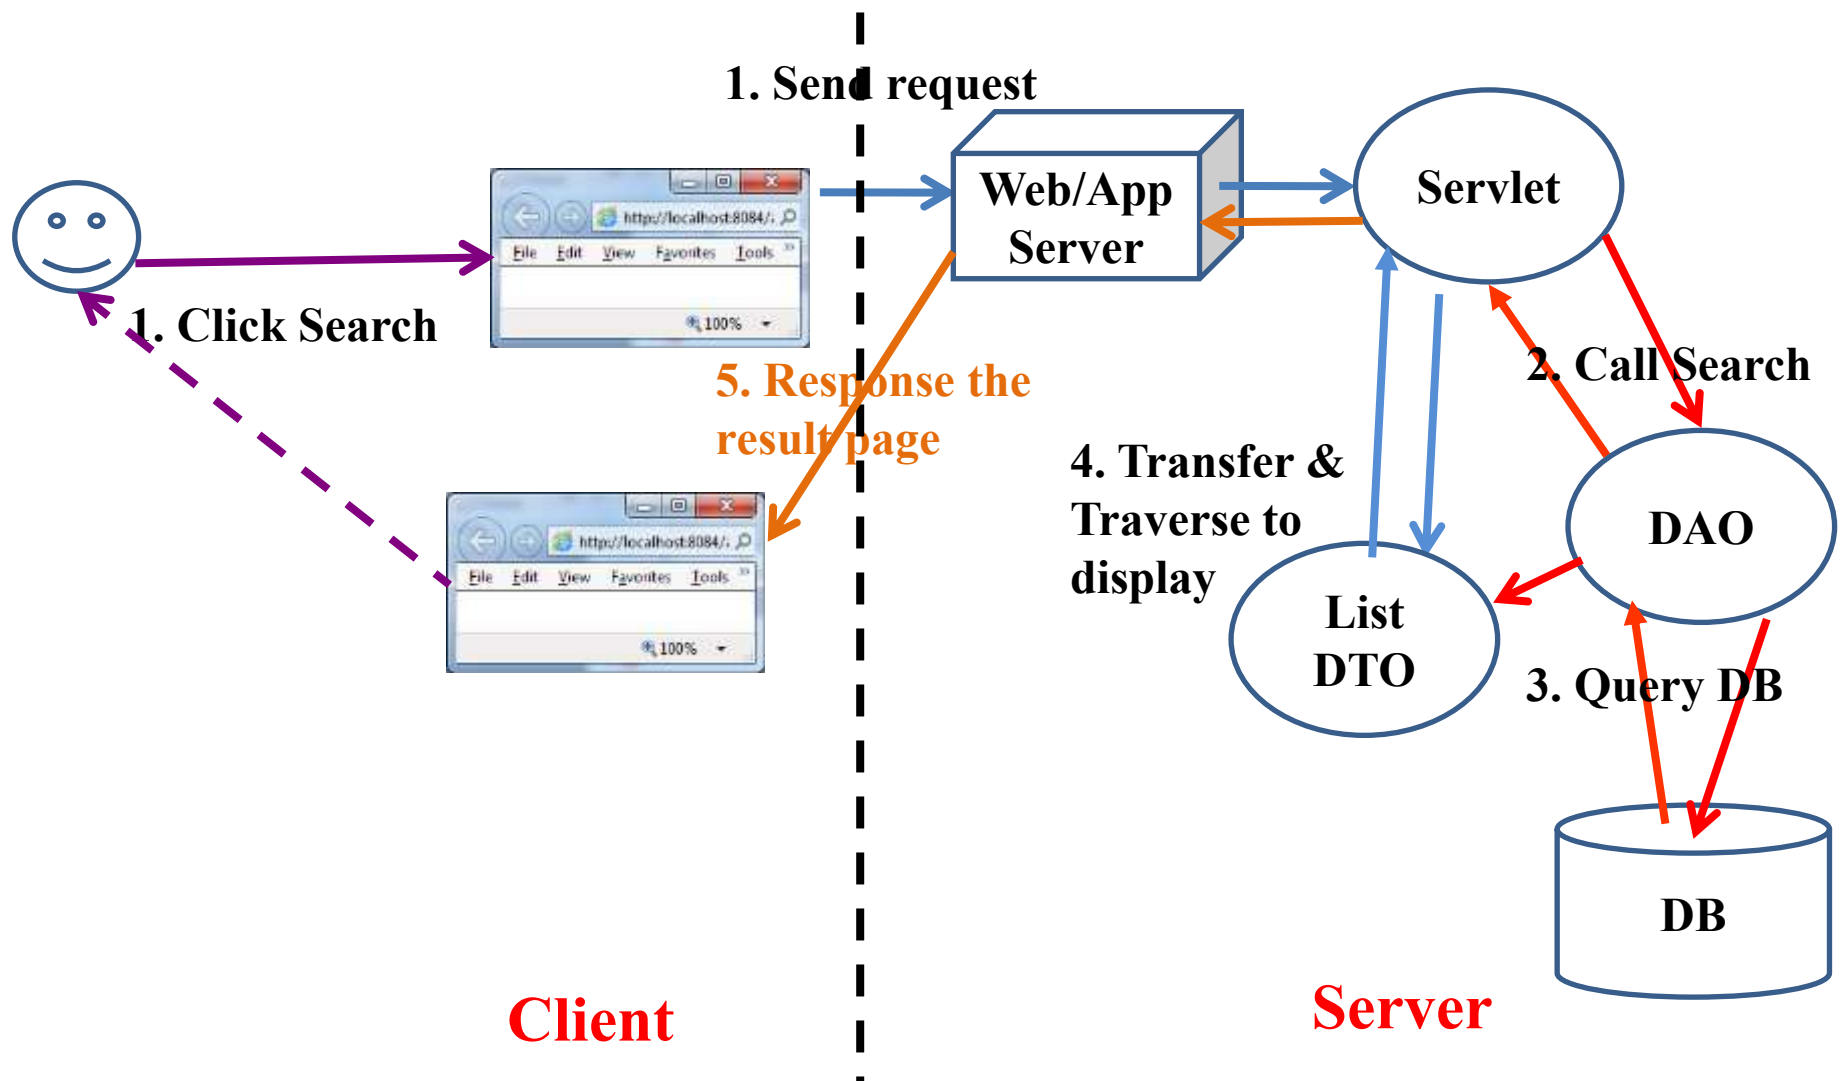 1. Send request
http://localhost:8084/
File Edit View Favorites Tools
100%
1. Click Search
Web/App
Server
Servlet
2. Call Search
5. Response the
result page
4. Transfer &
Traverse to
display
http://localhost:8084/
File Edit View Favorites Tools
100%
DAO
List
DTO
3. Query DB
DB
Client
Server